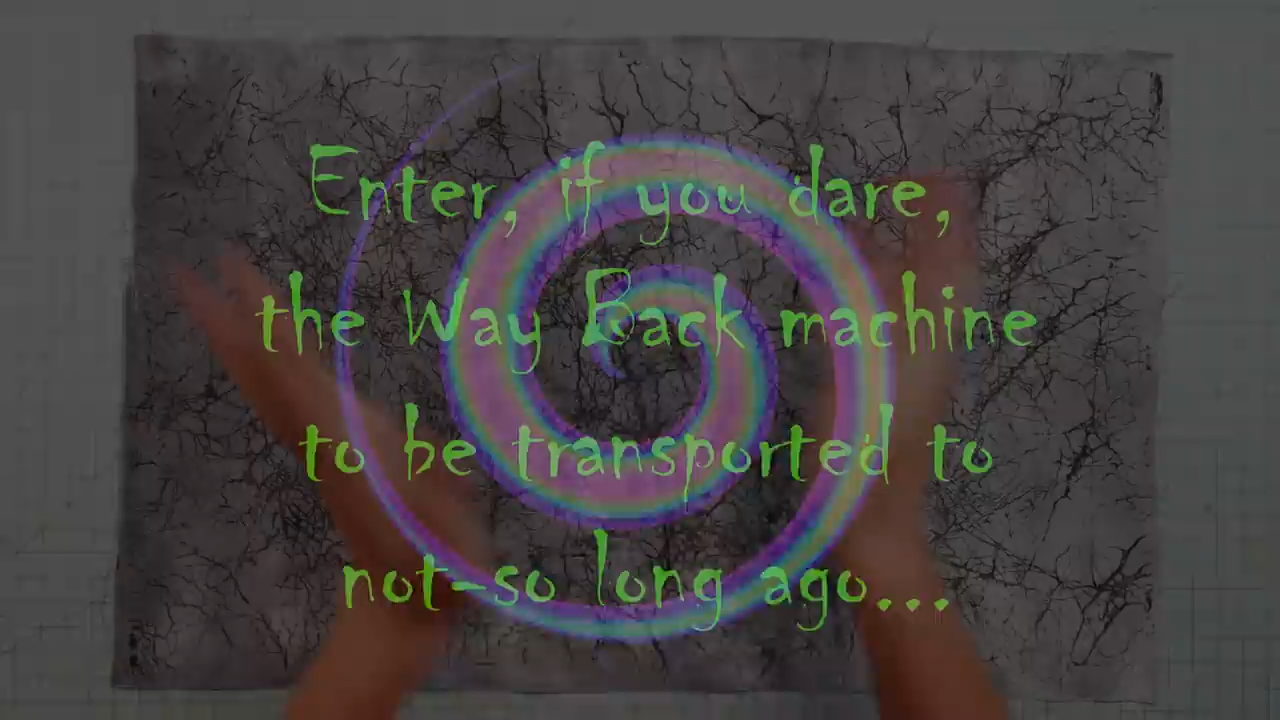 Enter, if you dare,
the Way Back machine
to be transported to
not-so long ago...